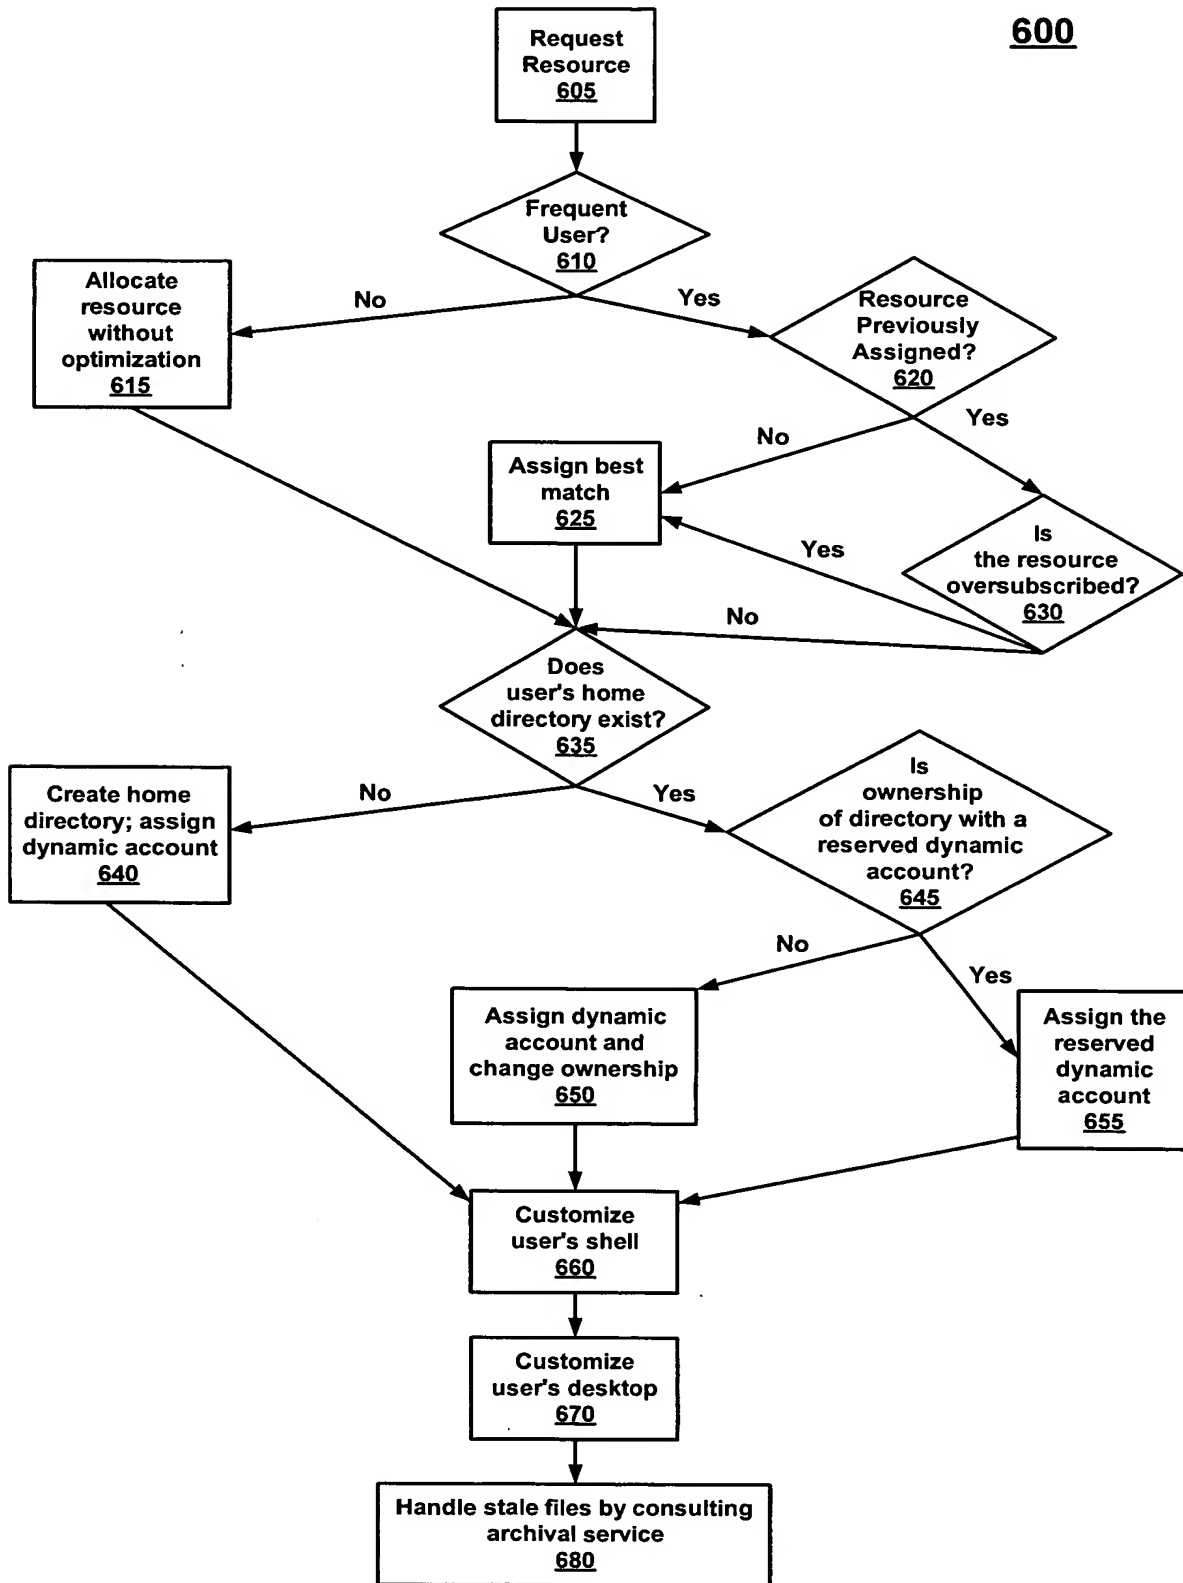 600
Request
Resource
605
Frequent
User?
610
No
Yes
Allocate
resource
without
optimization
615
Resource
Previously
Assigned?
620
No
Yes
Assign best
match
625
Yes
Is
the resource
oversubscribed?
630
No
Does
user's home
directory exist?
635
No
Yes
Create home
directory; assign
dynamic account
640
Is
ownership
of directory with a
reserved dynamic
account?
645
No
Yes
Assign dynamic
account and
change ownership
650
Assign the
reserved
dynamic
account
655
Customize
user's shell
660
Customize
user's desktop
670
Handle stale files by consulting
archival service
680